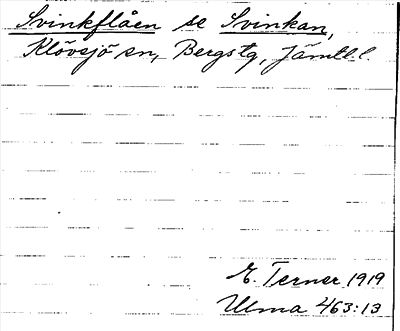 Svinkflåen se Svinkan,
Klövsjö sn, Bergs tg, Jämtl. l.
E. Terner 1919
Ulma 463:13